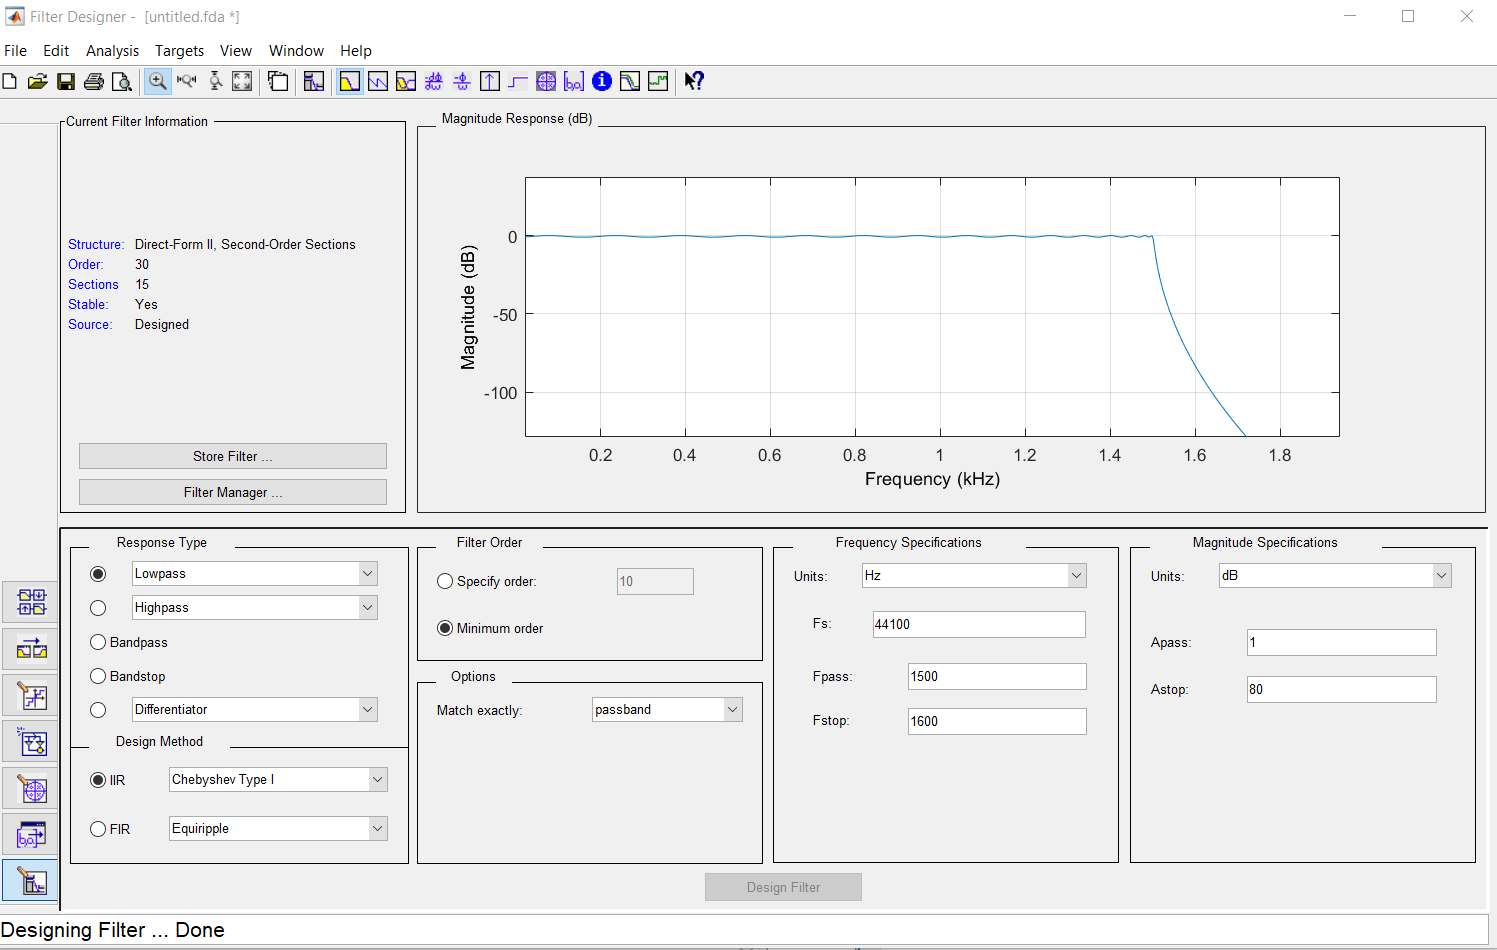 Filter Designer -  [untitled.fda *]
File Edit Analysis Targets View Window Help
Current Filter Information
Structure: Direct-Form II, Second-Order Sections
Order: 30
Sections 15
Stable: Yes
Source: Designed
Store Filter ...
Filter Manager ...
Magnitude Response (dB)
Magnitude (dB)
0
-50
-100
0.2 0.4 0.6 0.8 1 1.2 1.4 1.6 1.8
Frequency (kHz)
Response Type
Lowpass
Highpass
Bandpass
Bandstop
Differentiator
Design Method
IIR Chebyshev Type I
FIR Equiripple
Filter Order
Specify order: 10
Minimum order
Options
Match exactly: passband
Frequency Specifications
Units: Hz
Fs: 44100
Fpass: 1500
Fstop: 1600
Magnitude Specifications
Units: dB
Apass: 1
Astop: 80
Design Filter
Designing Filter ... Done